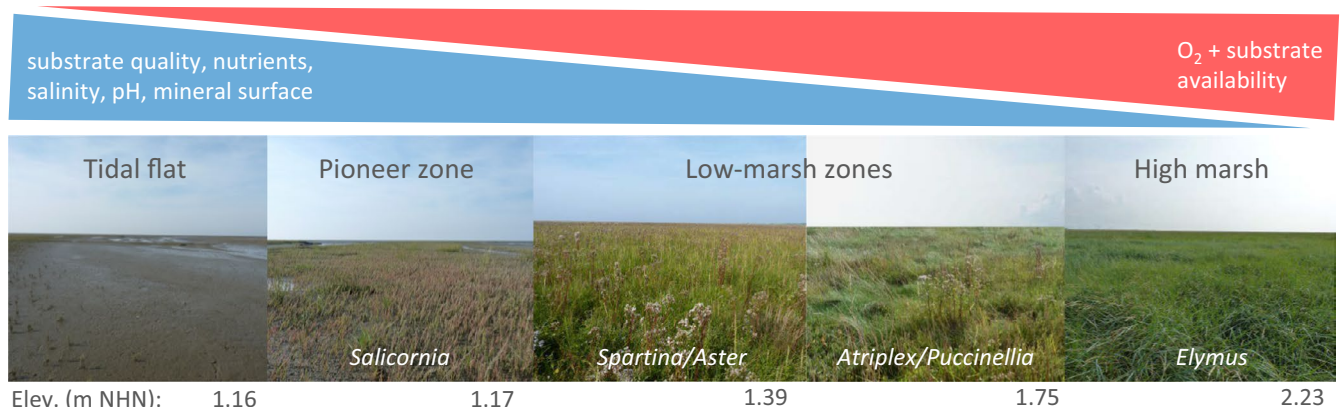 substrate quality, nutrients,
salinity, pH, mineral surface
O₂ + substrate
availability
Tidal flat
Pioneer zone
Low-marsh zones
High marsh
Salicornia
Spartina/Aster
Atriplex/Puccinellia
Elymus
Elev. (m NHN): 1.16 1.17 1.39 1.75 2.23